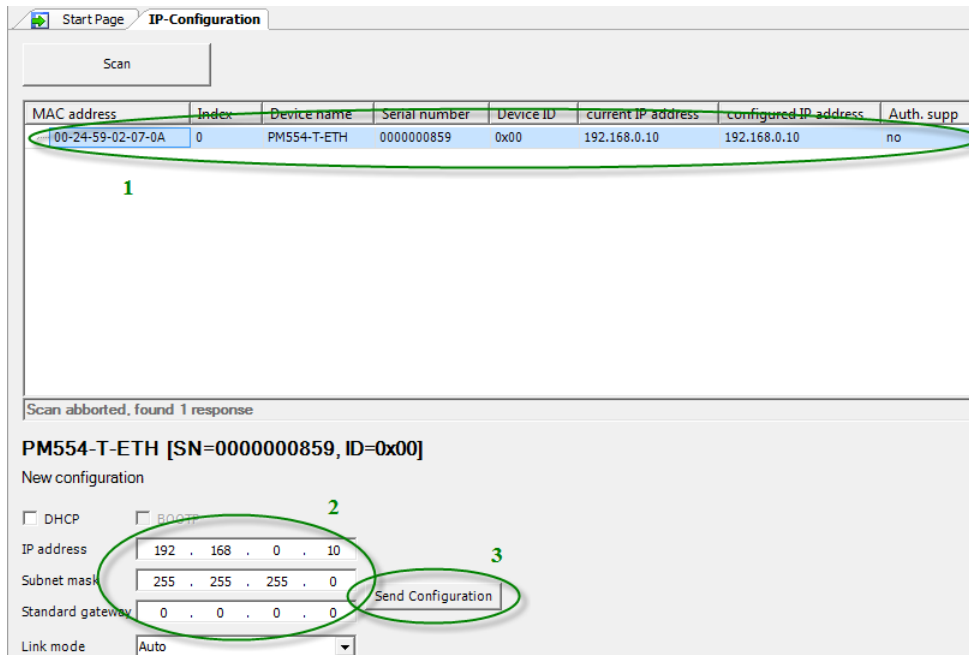 Start Page IP-Configuration
Scan
MAC address Index Device name Serial number Device ID current IP address configured IP address Auth. supp
00-24-59-02-07-0A 0 PM554-T-ETH 0000000859 0x00 192.168.0.10 192.168.0.10 no
1
Scan abborted, found 1 response
PM554-T-ETH [SN=0000000859, ID=0x00]
New configuration
2
DHCP BOOTP
IP address 192 . 168 . 0 . 10
3
Subnet mask 255 . 255 . 255 . 0
Send Configuration
Standard gateway 0 . 0 . 0 . 0
Link mode Auto